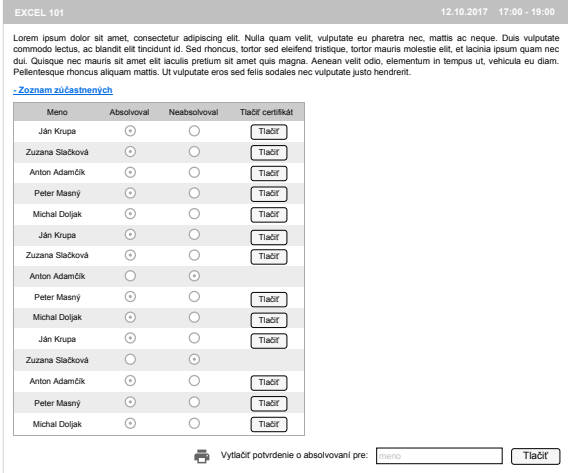 EXCEL 101 12.10.2017 17:00 - 19:00
Lorem ipsum dolor sit amet, consectetur adipiscing elit. Nulla quam velit, vulputate eu pharetra nec, mattis ac neque. Duis vulputate
commodo lectus, ac blandit elit tincidunt id. Sed rhoncus, tortor sed eleifend tristique, tortor mauris molestie elit, et lacinia ipsum quam nec
dui. Quisque nec mauris sit amet elit iaculis pretium sit amet quis magna. Aenean velit odio, elementum in tempus ut, vehicula eu diam.
Pellentesque rhoncus aliquam mattis. Ut vulputate eros sed felis sodales nec vulputate justo hendrerit.
- Zoznam zúčastnených
Meno Absolvoval Neabsolvoval Tlačiť certifikát
Ján Krupa Tlačiť
Zuzana Slačková Tlačiť
Anton Adamčík Tlačiť
Peter Masný Tlačiť
Michal Doljak Tlačiť
Ján Krupa Tlačiť
Zuzana Slačková Tlačiť
Anton Adamčík
Peter Masný Tlačiť
Michal Doljak Tlačiť
Ján Krupa Tlačiť
Zuzana Slačková
Anton Adamčík Tlačiť
Peter Masný Tlačiť
Michal Doljak Tlačiť
Vytlačiť potvrdenie o absolvovaní pre: meno Tlačiť